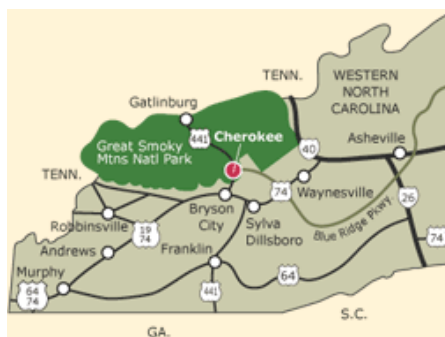 TENN.
WESTERN
NORTH
CAROLINA
Gatlinburg
441
Cherokee
Great Smoky
Mtns Natl Park
40
Asheville
TENN.
74
Waynesville
26
Bryson
City
Sylva
Dillsboro
Blue Ridge Pkwy.
Robbinsville
19
74
Andrews
Franklin
74
Murphy
64
64
74
441
S.C.
GA.